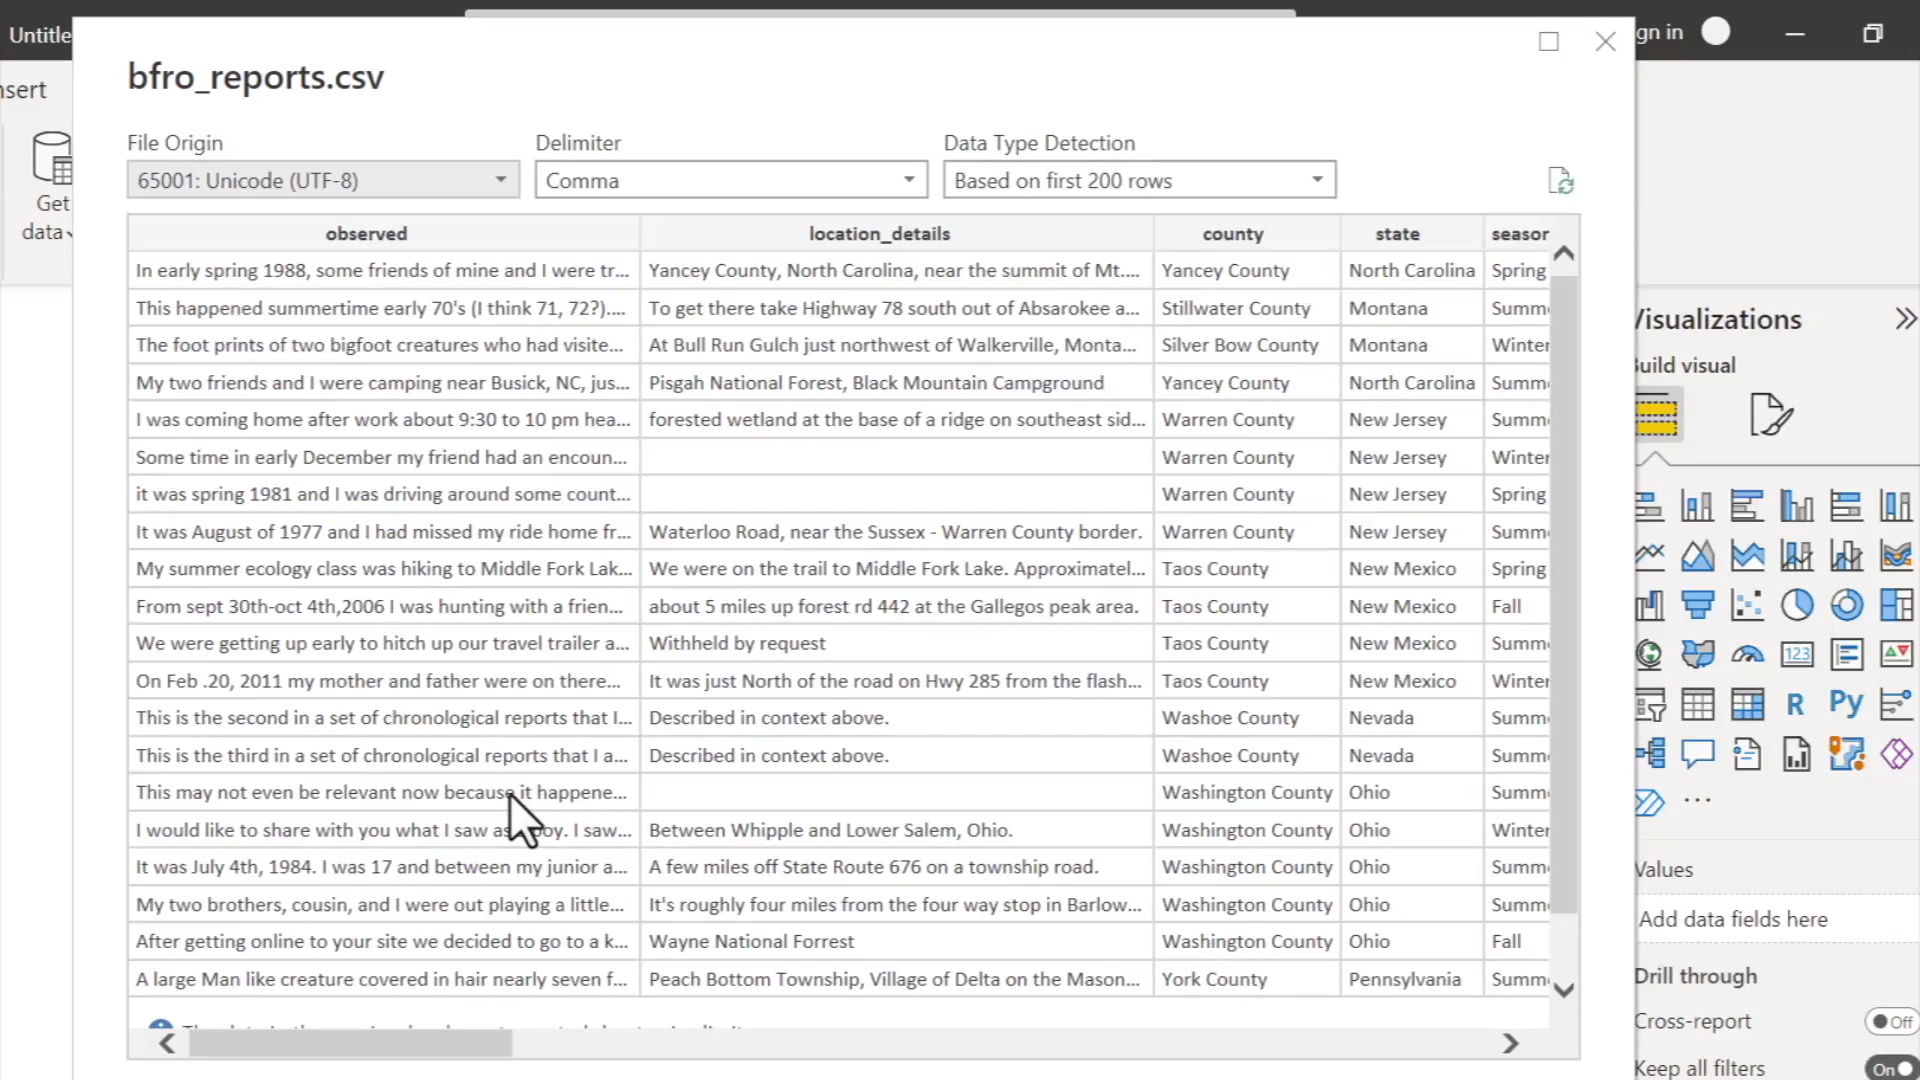 Untitle
gn in
nsert
Get
data
bfro_reports.csv
File Origin
Delimiter
Data Type Detection
65001: Unicode (UTF-8)
Comma
Based on first 200 rows
observed location_details county state seasor
In early spring 1988, some friends of mine and I were tr... Yancey County, North Carolina, near the summit of Mt.... Yancey County North Carolina Spring
This happened summertime early 70's (I think 71, 72?).... To get there take Highway 78 south out of Absarokee a... Stillwater County Montana Summ
The foot prints of two bigfoot creatures who had visite... At Bull Run Gulch just northwest of Walkerville, Monta... Silver Bow County Montana Winter
My two friends and I were camping near Busick, NC, jus... Pisgah National Forest, Black Mountain Campground Yancey County North Carolina Summ
I was coming home after work about 9:30 to 10 pm hea... forested wetland at the base of a ridge on southeast sid... Warren County New Jersey Summ
Some time in early December my friend had an encoun... Warren County New Jersey Winter
it was spring 1981 and I was driving around some count... Warren County New Jersey Spring
It was August of 1977 and I had missed my ride home fr... Waterloo Road, near the Sussex - Warren County border. Warren County New Jersey Summ
My summer ecology class was hiking to Middle Fork Lak... We were on the trail to Middle Fork Lake. Approximatel... Taos County New Mexico Spring
From sept 30th-oct 4th,2006 I was hunting with a frien... about 5 miles up forest rd 442 at the Gallegos peak area. Taos County New Mexico Fall
We were getting up early to hitch up our travel trailer a... Withheld by request Taos County New Mexico Summ
On Feb .20, 2011 my mother and father were on there... It was just North of the road on Hwy 285 from the flash... Taos County New Mexico Winter
This is the second in a set of chronological reports that I... Described in context above. Washoe County Nevada Summ
This is the third in a set of chronological reports that I a... Described in context above. Washoe County Nevada Summ
This may not even be relevant now because it happene... Washington County Ohio Summ
I would like to share with you what I saw as boy. I saw... Between Whipple and Lower Salem, Ohio. Washington County Ohio Winter
It was July 4th, 1984. I was 17 and between my junior a... A few miles off State Route 676 on a township road. Washington County Ohio Summ
My two brothers, cousin, and I were out playing a little... It's roughly four miles from the four way stop in Barlow... Washington County Ohio Summ
After getting online to your site we decided to go to a k... Wayne National Forrest Washington County Ohio Fall
A large Man like creature covered in hair nearly seven f... Peach Bottom Township, Village of Delta on the Mason... York County Pennsylvania Summ
Visualizations
uild visual
123
R
Py
...
Values
Add data fields here
Drill through
Cross-report
Off
Keep all filters
On